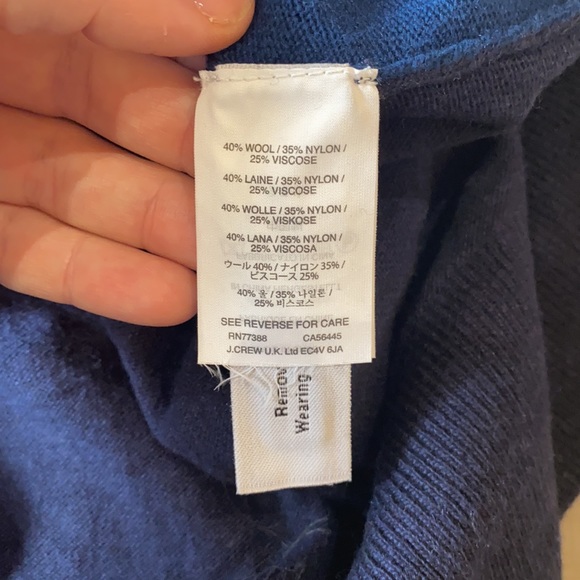 40% WOOL / 35% NYLON /
25% VISCOSE
40% LAINE / 35% NYLON /
25% VISCOSE
40% WOLLE / 35% NYLON /
25% VISKOSE
40% LANA / 35% NYLON /
25% VISCOSA
ウール 40% / ナイロン 35% /
ビスコース 25%
40% 울 / 35% 나일론 /
25% 비스코스
SEE REVERSE FOR CARE
RN77388 CA56445
J.CREW U.K. Ltd EC4V 6JA
Remov
Wearing